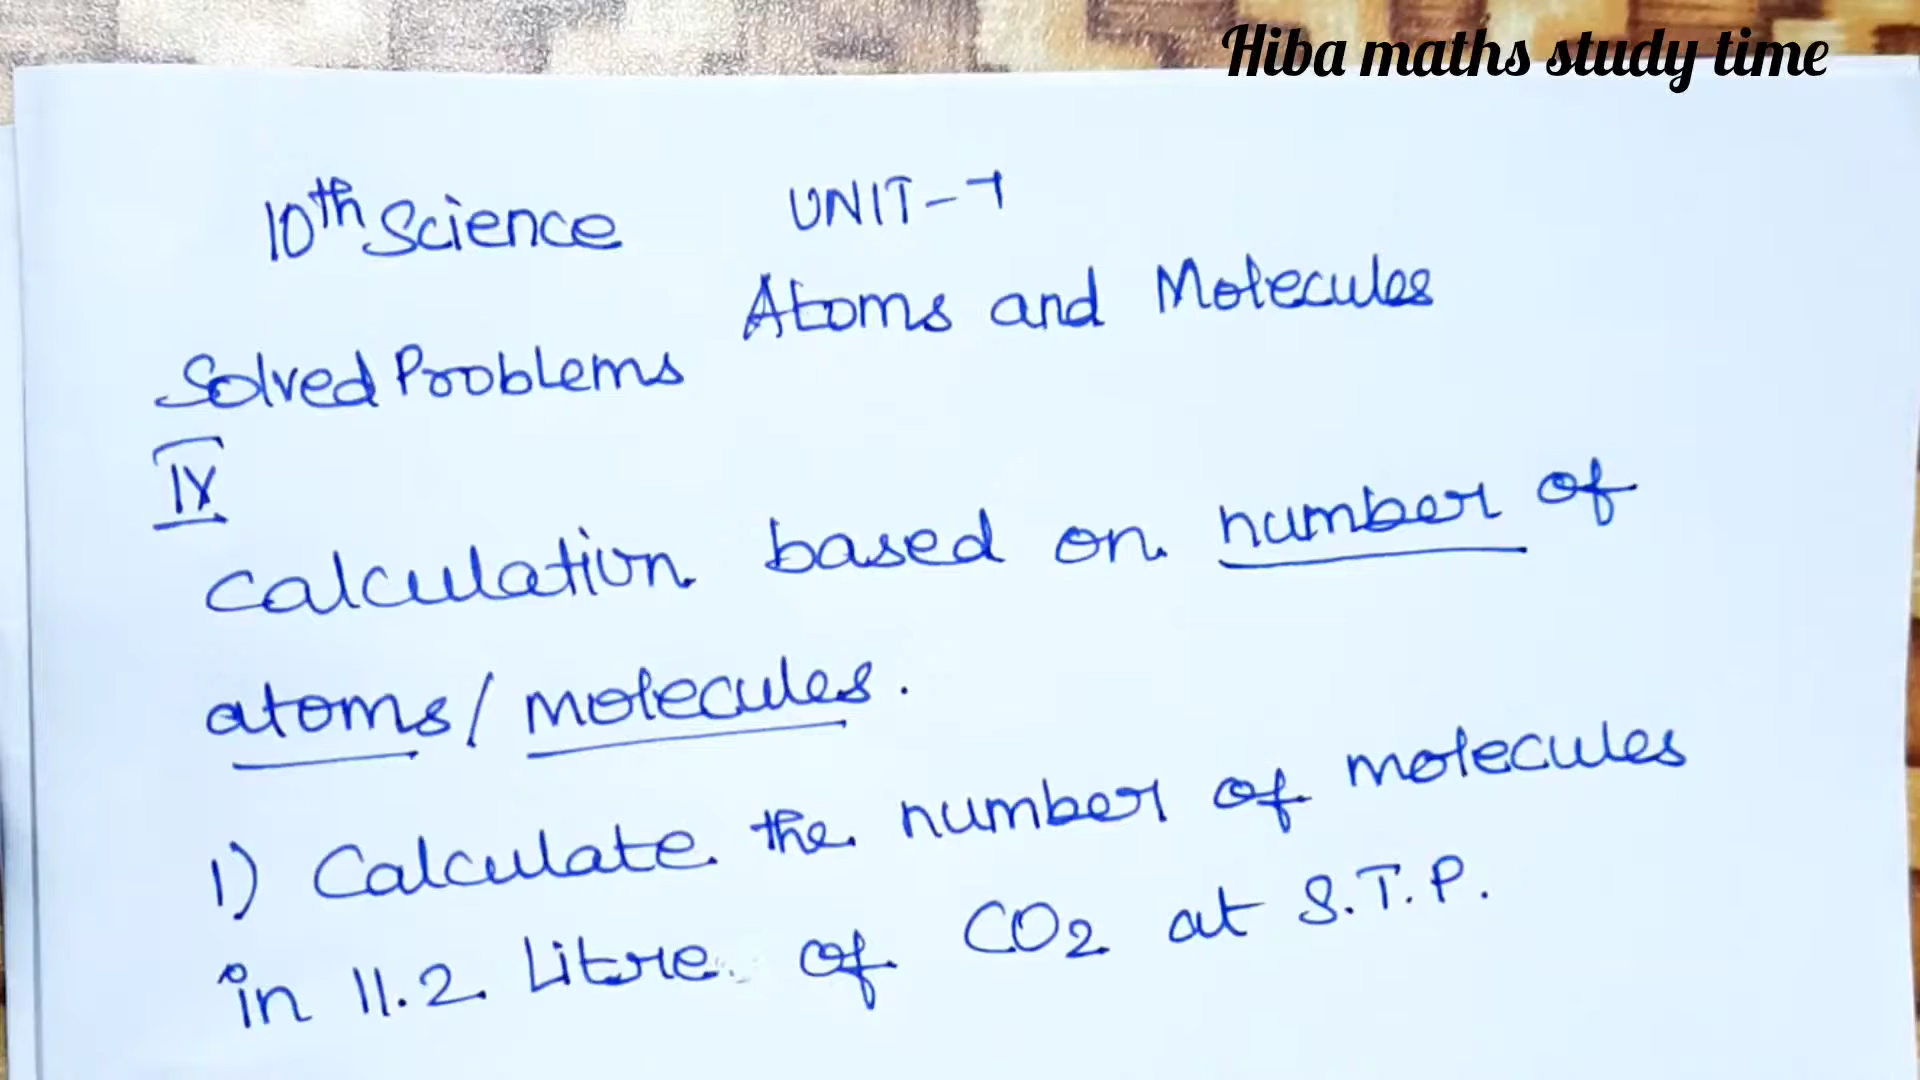 Hiba maths study time
10th Science UNIT-7
Atoms and Molecules
Solved Problems
IV
Calculation based on number of
atoms/molecules.
1) Calculate the number of molecules
in 11.2 Litre of CO2 at S.T.P.